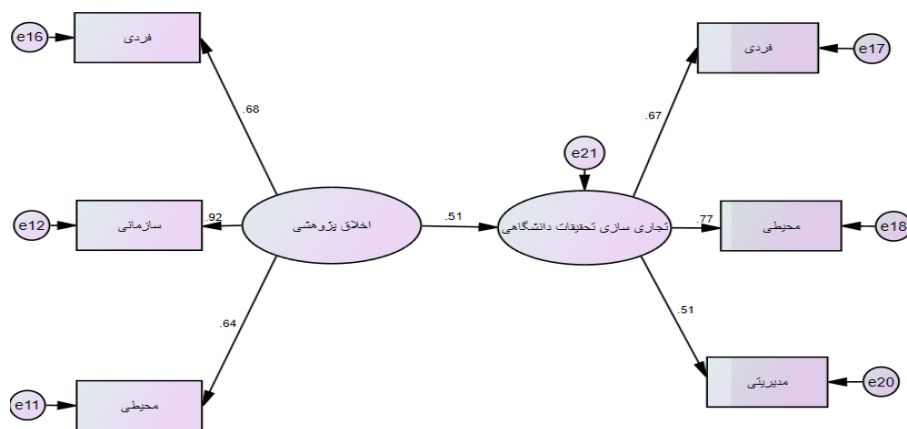 e16
فردی
فردی
e17
.68
.67
e21
e12
سازمانی
.92
اخلاق پژوهشی
.51
تجاری سازی تحقیقات دانشگاهی
.77
محیطی
e18
.64
.51
e11
محیطی
مدیریتی
e20